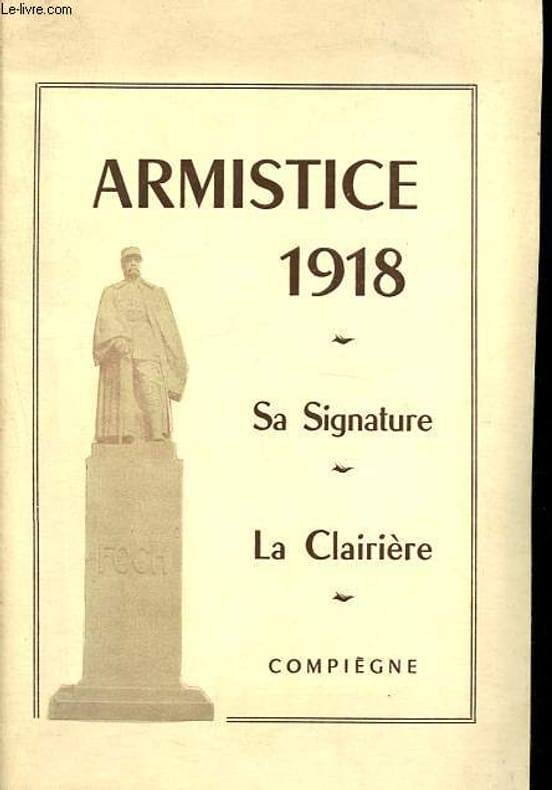 Le-livre.com
ARMISTICE
1918
Sa Signature
La Clairière
COMPIÈGNE
FOCH